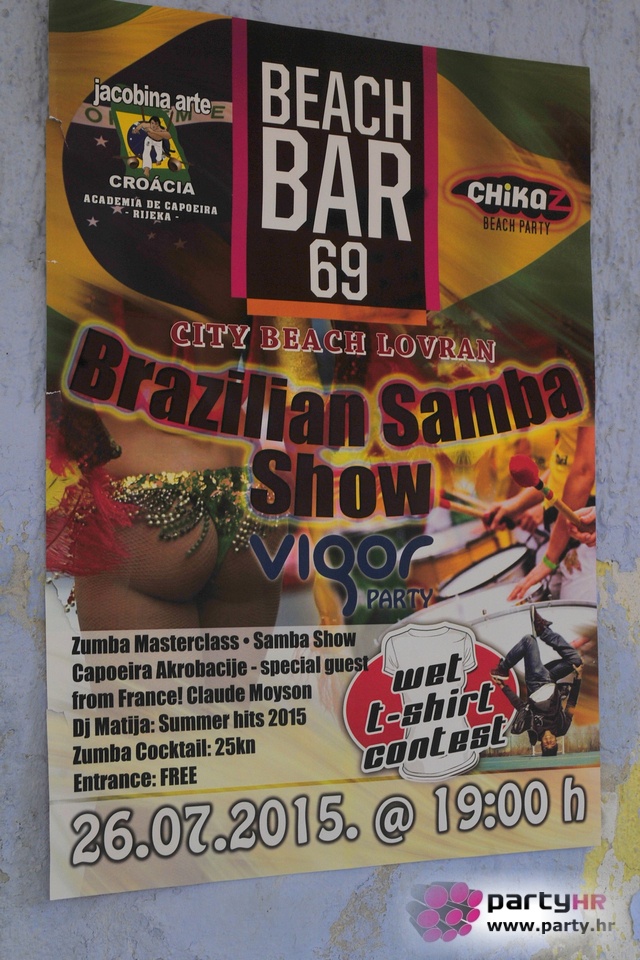 jacobina arte
CROÁCIA
ACADEMIA DE CAPOEIRA
- RIJEKA -
BEACH
BAR
69
CHiKaZ
BEACH PARTY
CITY BEACH LOVRAN
Brazilian Samba
Show
vigor
PARTY
Zumba Masterclass • Samba Show
Capoeira Akrobacije - special guest
from France! Claude Moyson
Dj Matija: Summer hits 2015
Zumba Cocktail: 25kn
Entrance: FREE
wet
t-shirt
contest
26.07.2015. @ 19:00 h
partyHR
www.party.hr